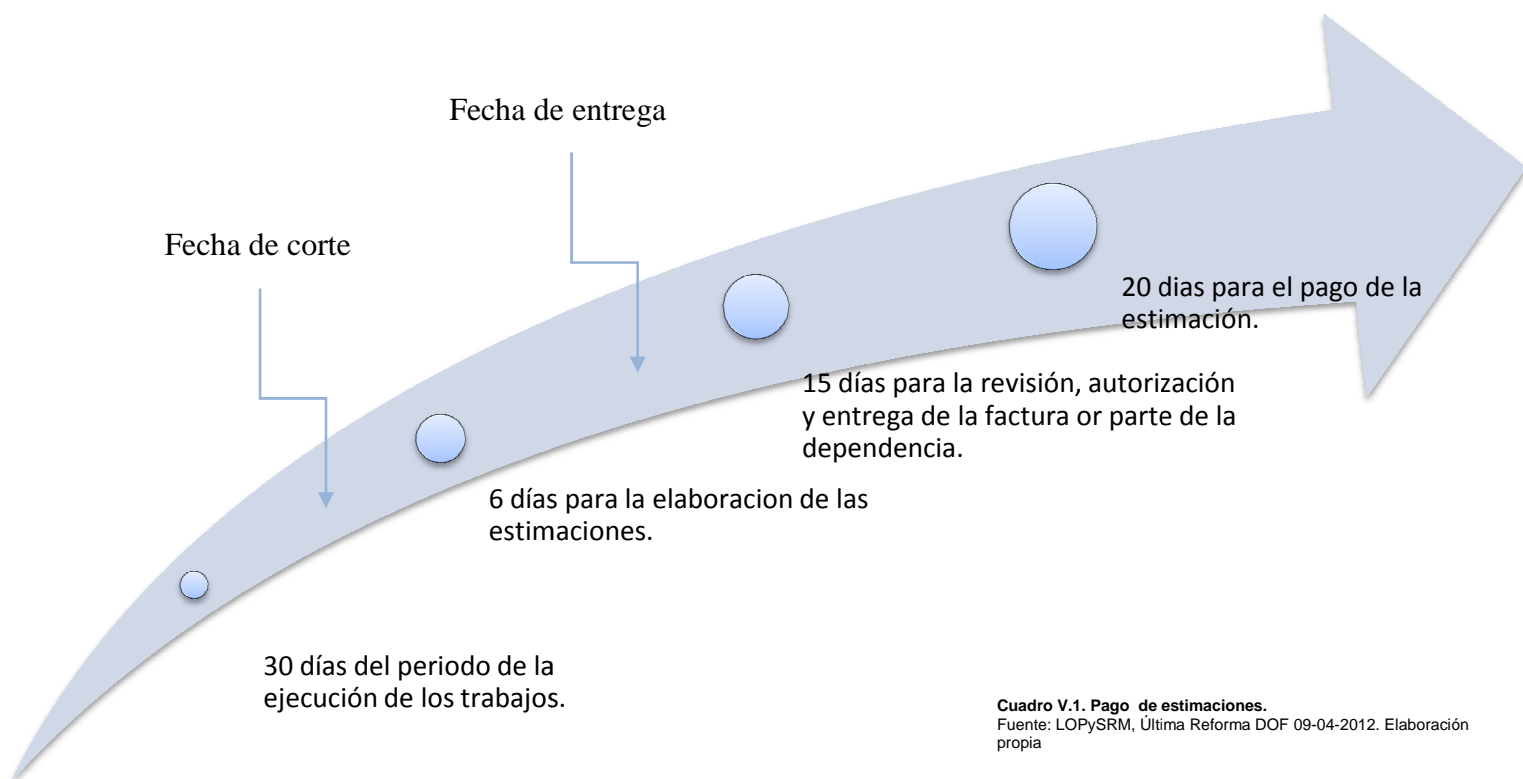 Fecha de entrega
Fecha de corte
20 dias para el pago de la
estimación.
15 días para la revisión, autorización
y entrega de la factura or parte de la
dependencia.
6 días para la elaboracion de las
estimaciones.
30 días del periodo de la
ejecución de los trabajos.
Cuadro V.1. Pago de estimaciones.
Fuente: LOPySRM, Última Reforma DOF 09-04-2012. Elaboración
propia